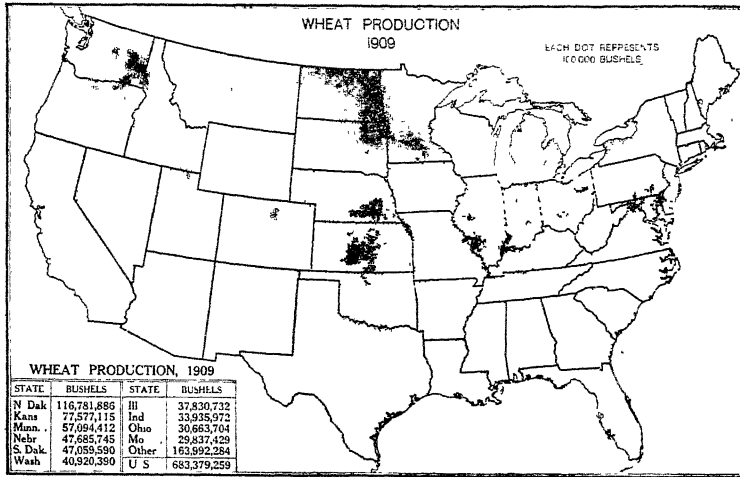 WHEAT PRODUCTION
1909
EACH DOT REPRESENTS
100000 BUSHELS
WHEAT PRODUCTION, 1909
STATE BUSHELS STATE BUSHELS
N Dak 116,781,886 Ill 37,830,732
Kans 77,577,115 Ind 33,935,972
Minn. 57,094,412 Ohio 30,663,704
Nebr 47,685,745 Mo 29,837,429
S. Dak. 47,059,590 Other 163,992,284
Wash 40,920,390 U S 683,379,259